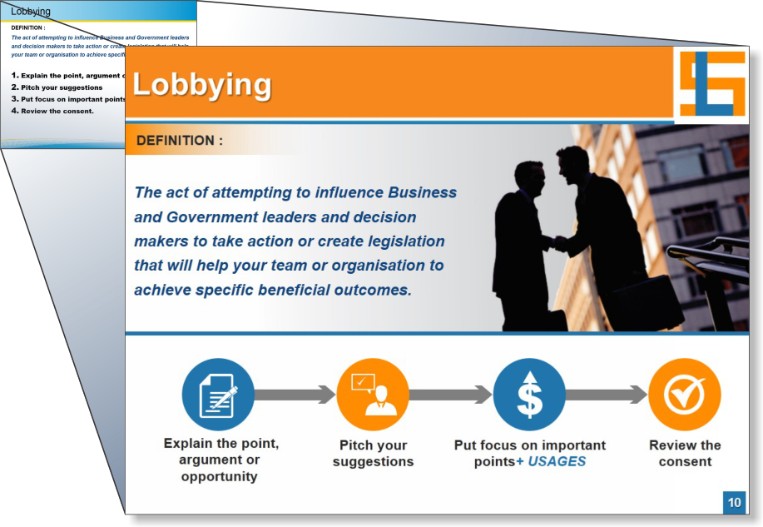 Lobbying
DEFINITION :
The act of attempting to influence Business and Government leaders
and decision makers to take action or create legislation that will help
your team or organisation to achieve specif
1. Explain the point, argument o
2. Pitch your suggestions
3. Put focus on important points
4. Review the consent.
Lobbying
LS
DEFINITION :
The act of attempting to influence Business
and Government leaders and decision
makers to take action or create legislation
that will help your team or organisation to
achieve specific beneficial outcomes.
Explain the point,
argument or
opportunity
Pitch your
suggestions
$
Put focus on important
points+ USAGES
Review the
consent
10